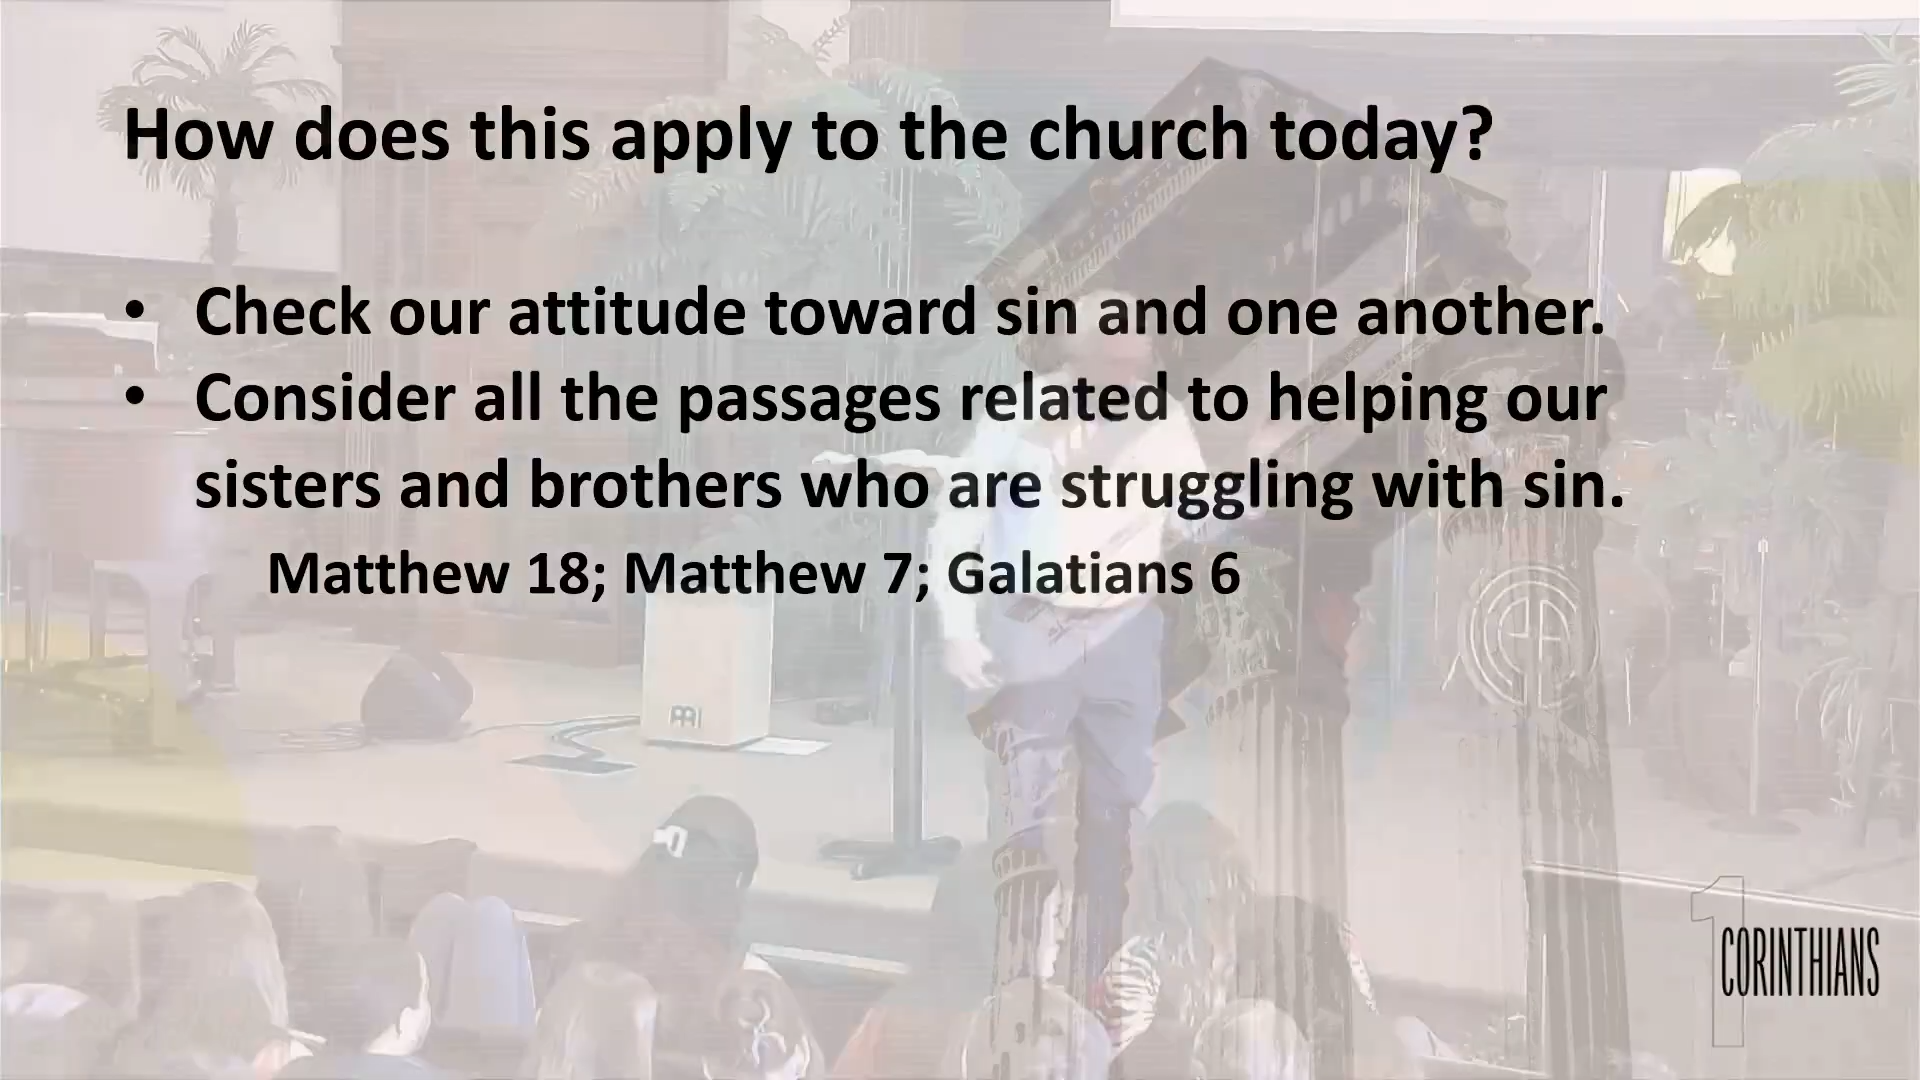 How does this apply to the church today?
• Check our attitude toward sin and one another.
• Consider all the passages related to helping our
sisters and brothers who are struggling with sin.
Matthew 18; Matthew 7; Galatians 6
1 CORINTHIANS